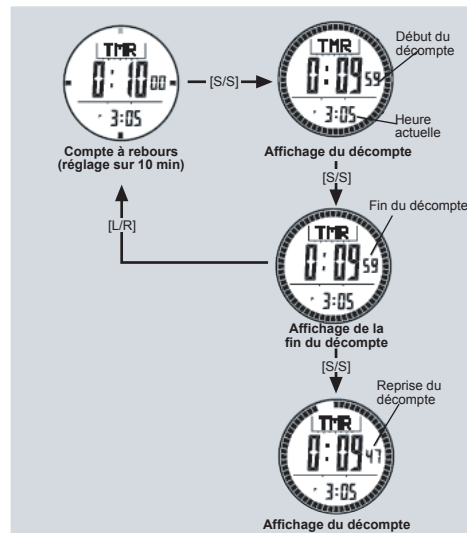 TMR
0:10 00
3:05
Compte à rebours
(réglage sur 10 min)
[S/S]
TMR
0:09 59
3:05
Début du
décompte
Heure
actuelle
Affichage du décompte
[S/S]
TMR
0:09 59
3:05
Fin du décompte
Affichage de la
fin du décompte
[L/R]
[S/S]
TMR
0:09 47
3:05
Reprise du
décompte
Affichage du décompte